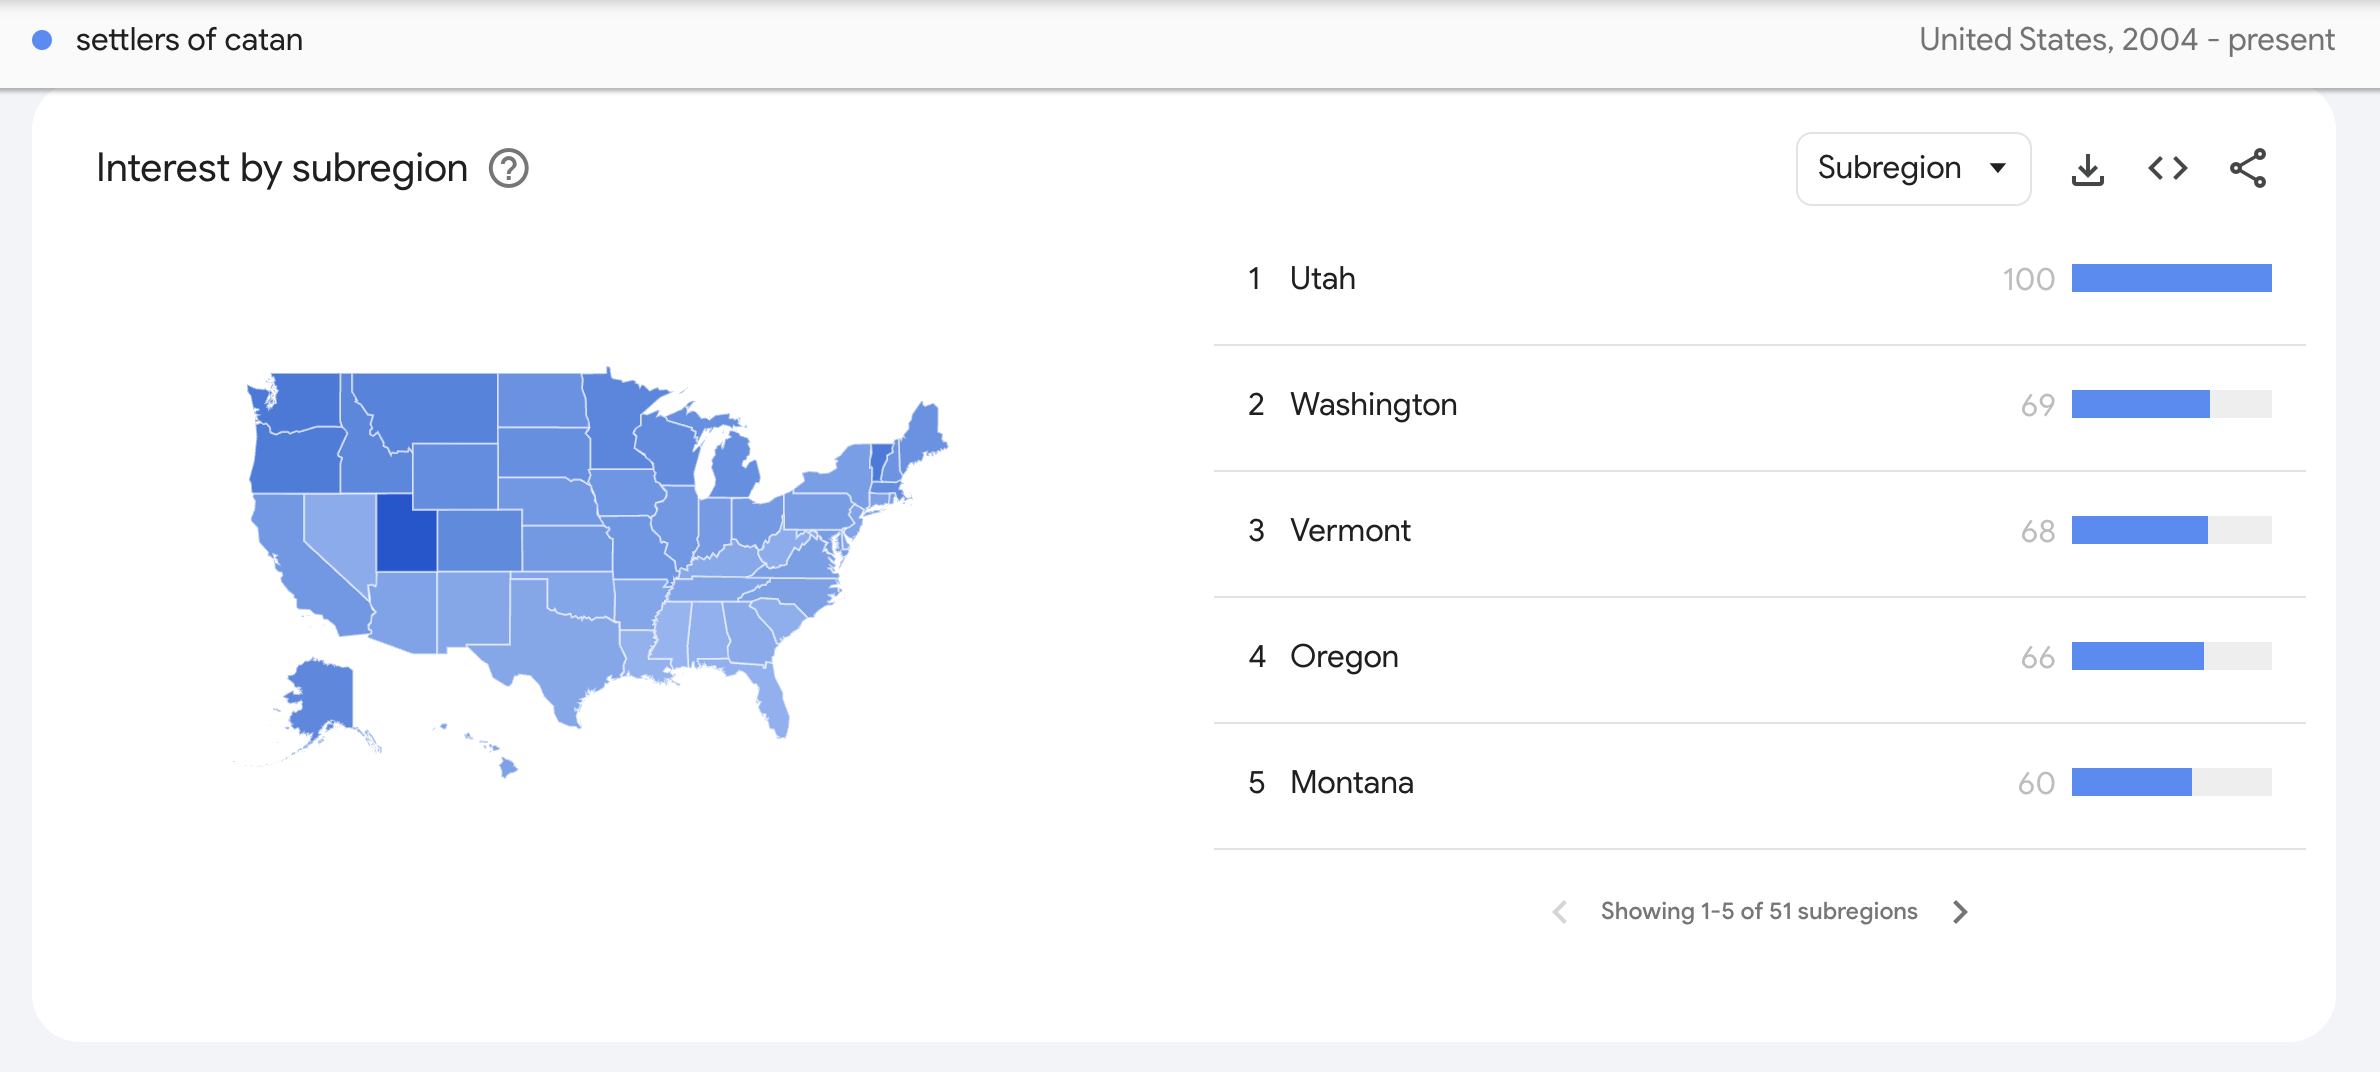 settlers of catan
United States, 2004 - present
Interest by subregion
Subregion
1 Utah 100
2 Washington 69
3 Vermont 68
4 Oregon 66
5 Montana 60
Showing 1-5 of 51 subregions